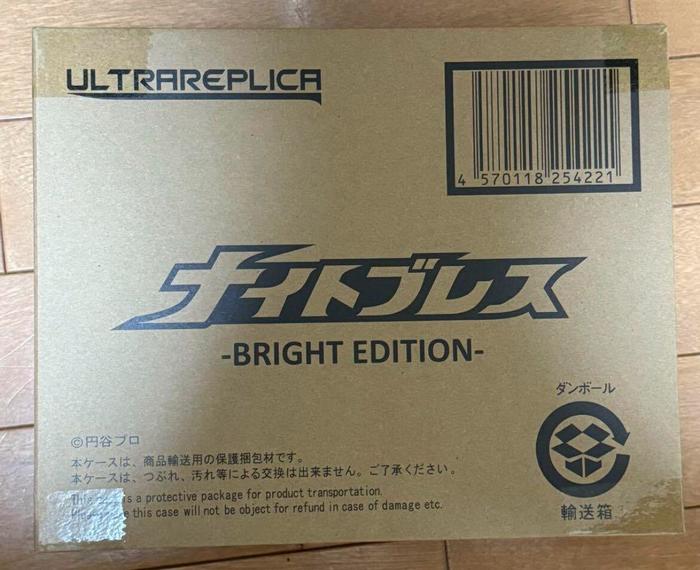 ULTRAREPLICA
4 570118 254221
ナイトブレス
-BRIGHT EDITION-
ダンボール
©円谷プロ
本ケースは、商品輸送用の保護梱包材です。
本ケースは、つぶれ、汚れ等による交換は出来ません。ご了承ください。
This is a protective package for product transportation.
this case will not be object for refund in case of damage etc.
輸送箱